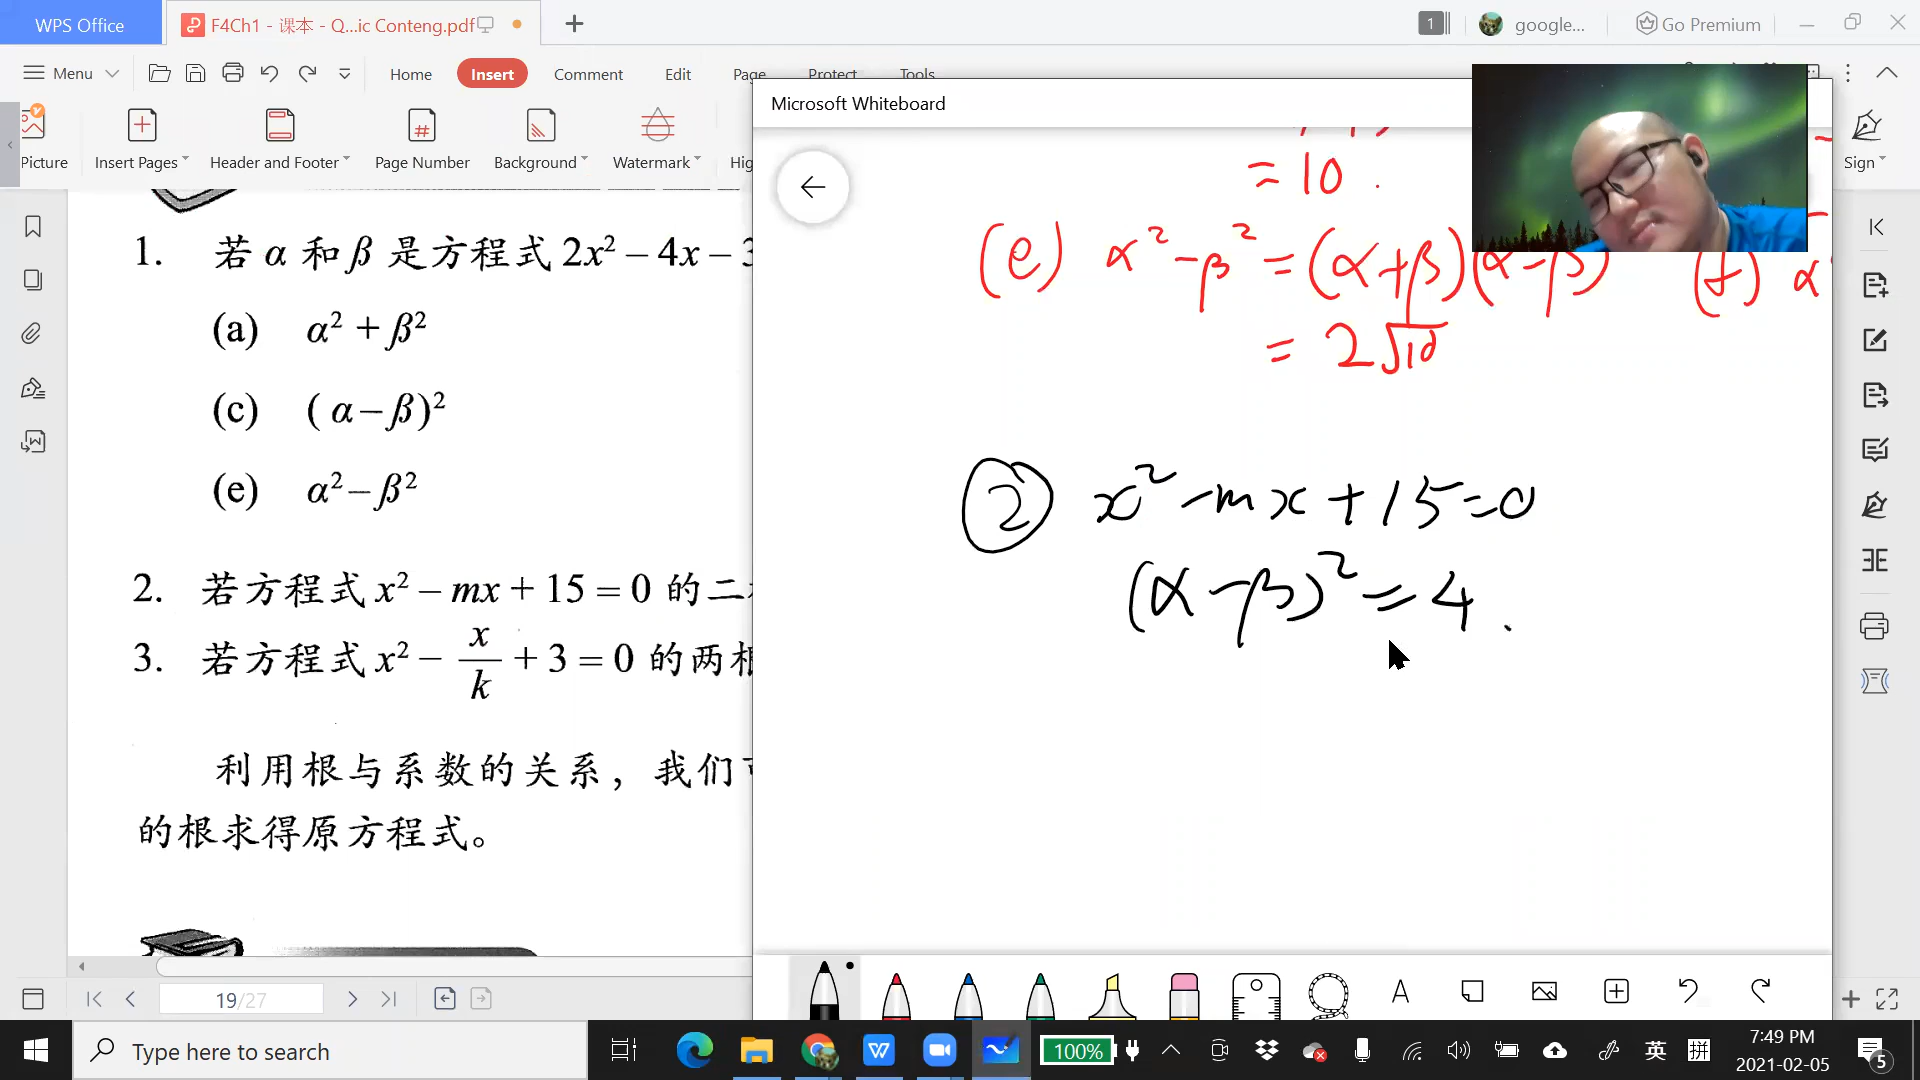 WPS Office
F4Ch1 - 课本 - Q...ic Conteng.pdf
1
google...
Go Premium
Menu
Home
Insert
Comment
Edit
Page
Protect
Tools
Picture
Insert Pages
Header and Footer
Page Number
Background
Watermark
Hig
Sign
Microsoft Whiteboard
1. 若 α 和 β 是方程式 2x² – 4x – 3
(a) α² + β²
(c) ( α – β)²
(e) α² – β²
2. 若方程式 x² – mx + 15 = 0 的二
3. 若方程式 x² – x/k + 3 = 0 的两根
利用根与系数的关系，我们
的根求得原方程式。
= 10 .
(e) α² - β² = (α+β)(α-β)
(f) α
= 2√10
② x² - mx + 15 = 0
(α - β)² = 4 .
19/27
A
Type here to search
100%
英
拼
7:49 PM
2021-02-05
5